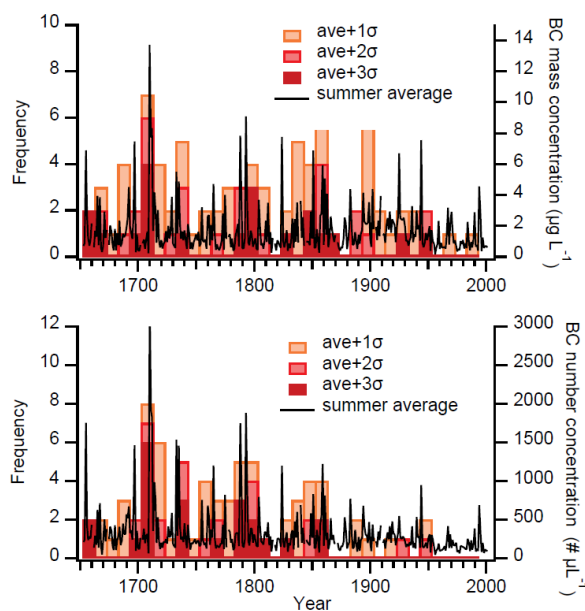 10
8
6
4
2
0
Frequency
ave+1σ
ave+2σ
ave+3σ
summer average
14
12
10
8
6
4
2
0
BC mass concentration (µg L⁻¹)
1700
1800
1900
2000
12
10
8
6
4
2
0
Frequency
ave+1σ
ave+2σ
ave+3σ
summer average
3000
2500
2000
1500
1000
500
0
BC number concentration (# µL⁻¹)
1700
1800
1900
2000
Year